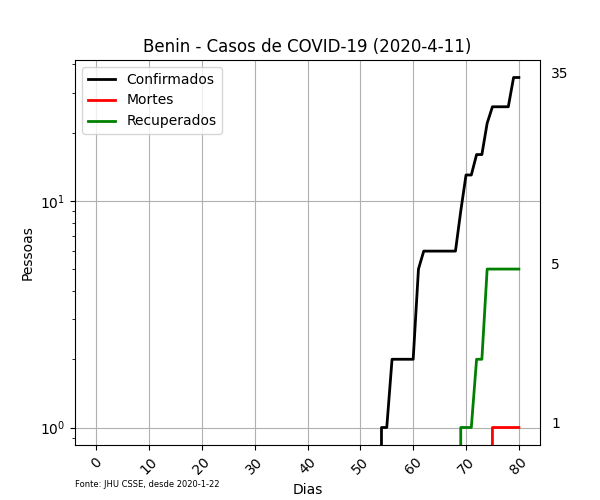 Benin - Casos de COVID-19 (2020-4-11)
Confirmados
Mortes
Recuperados
35
5
1
10¹
10⁰
Pessoas
0 10 20 30 40 50 60 70 80
Fonte: JHU CSSE, desde 2020-1-22
Dias